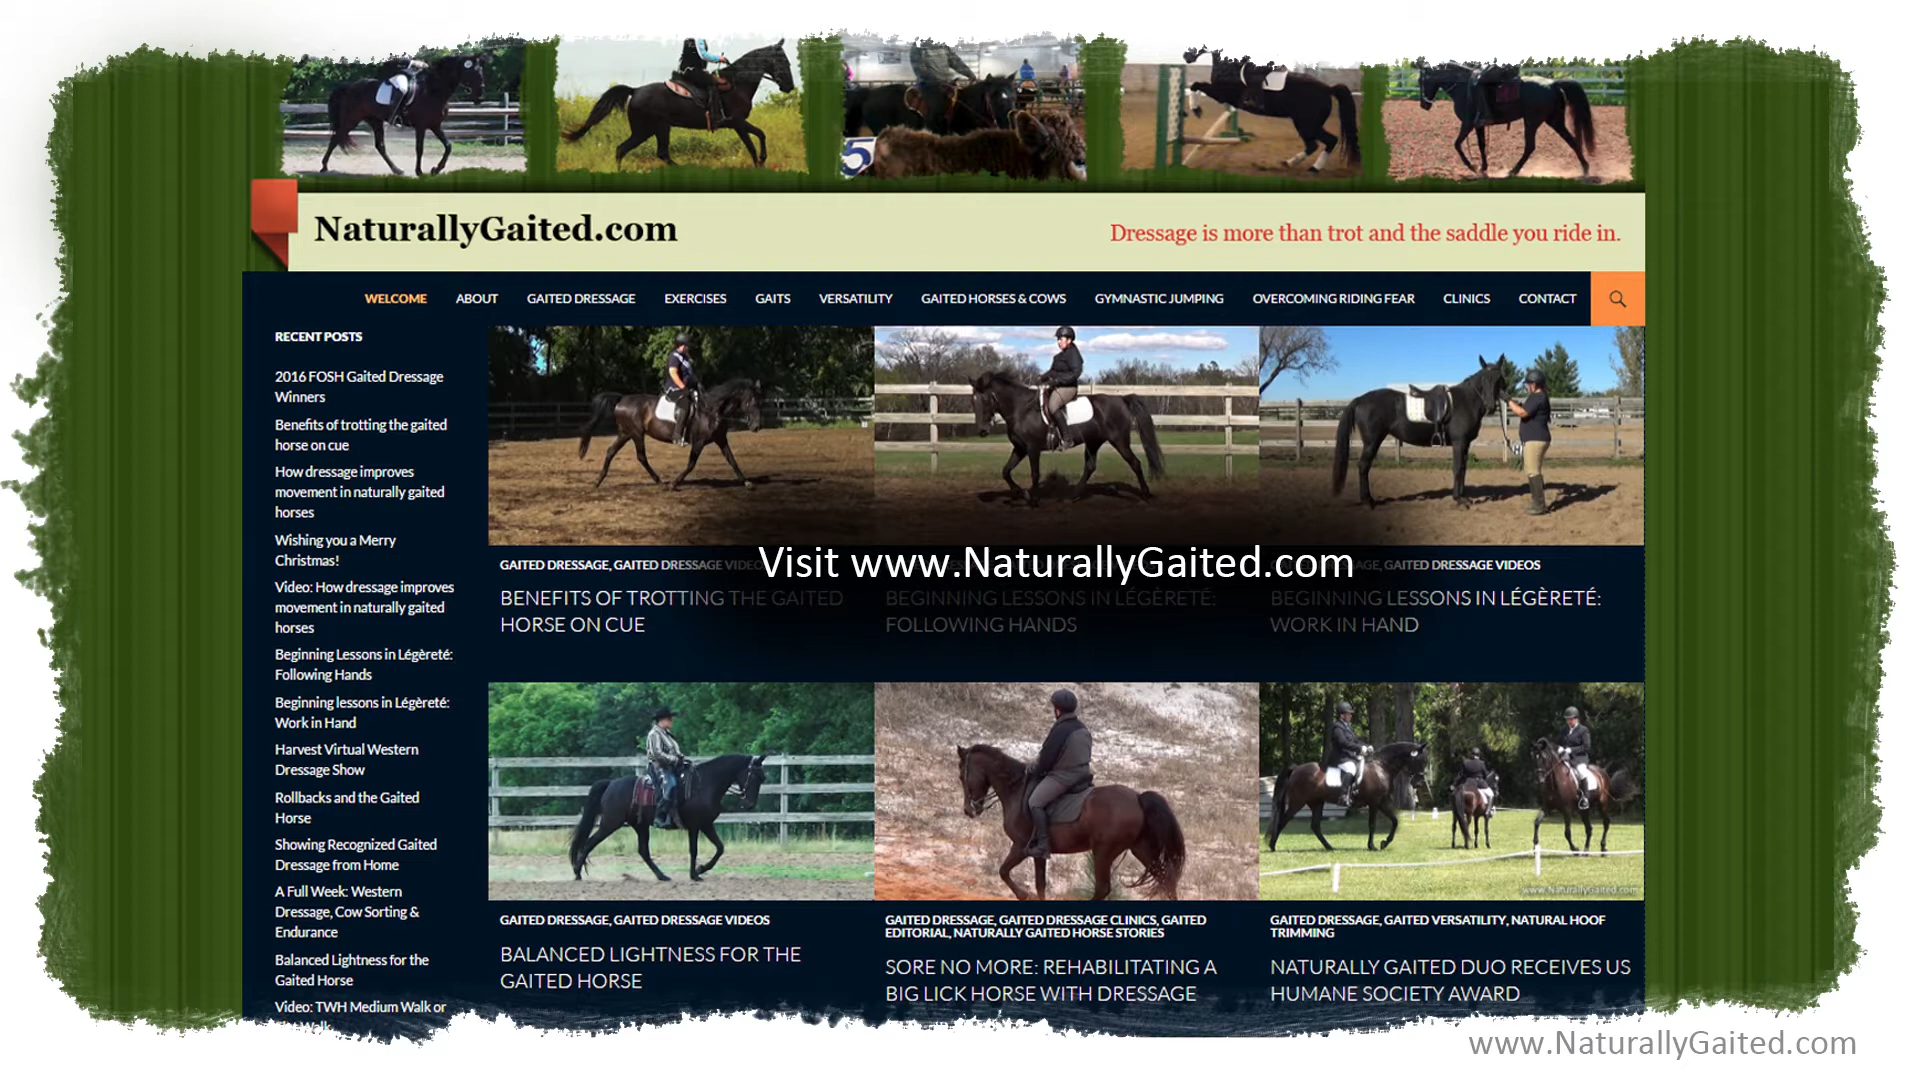 5
NaturallyGaited.com
Dressage is more than trot and the saddle you ride in.
WELCOME ABOUT GAITED DRESSAGE EXERCISES GAITS VERSATILITY GAITED HORSES & COWS GYMNASTIC JUMPING OVERCOMING RIDING FEAR CLINICS CONTACT
RECENT POSTS
2016 FOSH Gaited Dressage
Winners
Benefits of trotting the gaited
horse on cue
How dressage improves
movement in naturally gaited
horses
Wishing you a Merry
Christmas!
Video: How dressage improves
movement in naturally gaited
horses
Beginning Lessons in Légèreté:
Following Hands
Beginning lessons in Légèreté:
Work in Hand
Harvest Virtual Western
Dressage Show
Rollbacks and the Gaited
Horse
Showing Recognized Gaited
Dressage from Home
A Full Week: Western
Dressage, Cow Sorting &
Endurance
Balanced Lightness for the
Gaited Horse
Video: TWH Medium Walk or
Walk
GAITED DRESSAGE, GAITED DRESSAGE VIDEOS
BENEFITS OF TROTTING THE GAITED
HORSE ON CUE
Visit www.NaturallyGaited.com
BEGINNING LESSONS IN LÉGÈRETÉ:
FOLLOWING HANDS
GAITED DRESSAGE VIDEOS
BEGINNING LESSONS IN LÉGÈRETÉ:
WORK IN HAND
GAITED DRESSAGE, GAITED DRESSAGE VIDEOS
BALANCED LIGHTNESS FOR THE
GAITED HORSE
GAITED DRESSAGE, GAITED DRESSAGE CLINICS, GAITED
EDITORIAL, NATURALLY GAITED HORSE STORIES
SORE NO MORE: REHABILITATING A
BIG LICK HORSE WITH DRESSAGE
www.NaturallyGaited.com
GAITED DRESSAGE, GAITED VERSATILITY, NATURAL HOOF
TRIMMING
NATURALLY GAITED DUO RECEIVES US
HUMANE SOCIETY AWARD
www.NaturallyGaited.com